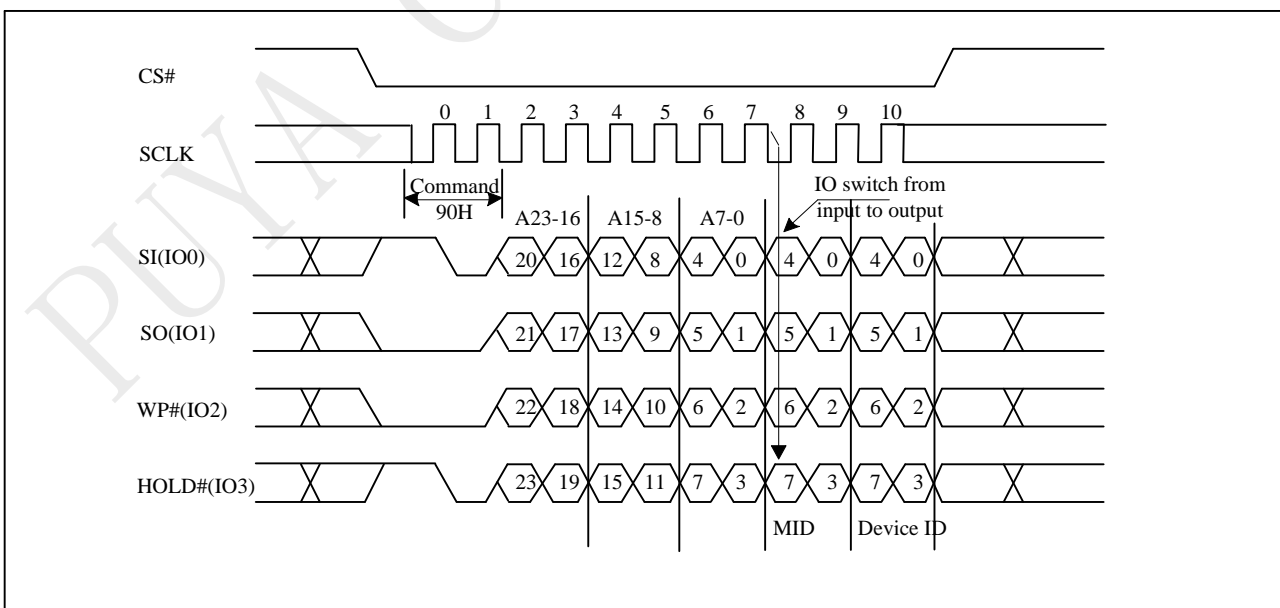 PUYA
CS#
0 1 2 3 4 5 6 7 8 9 10
SCLK
Command
90H
IO switch from
input to output
A23-16 A15-8 A7-0
SI(IO0)
20 16 12 8 4 0 4 0 4 0
SO(IO1)
21 17 13 9 5 1 5 1 5 1
WP#(IO2)
22 18 14 10 6 2 6 2 6 2
HOLD#(IO3)
23 19 15 11 7 3 7 3 7 3
MID Device ID